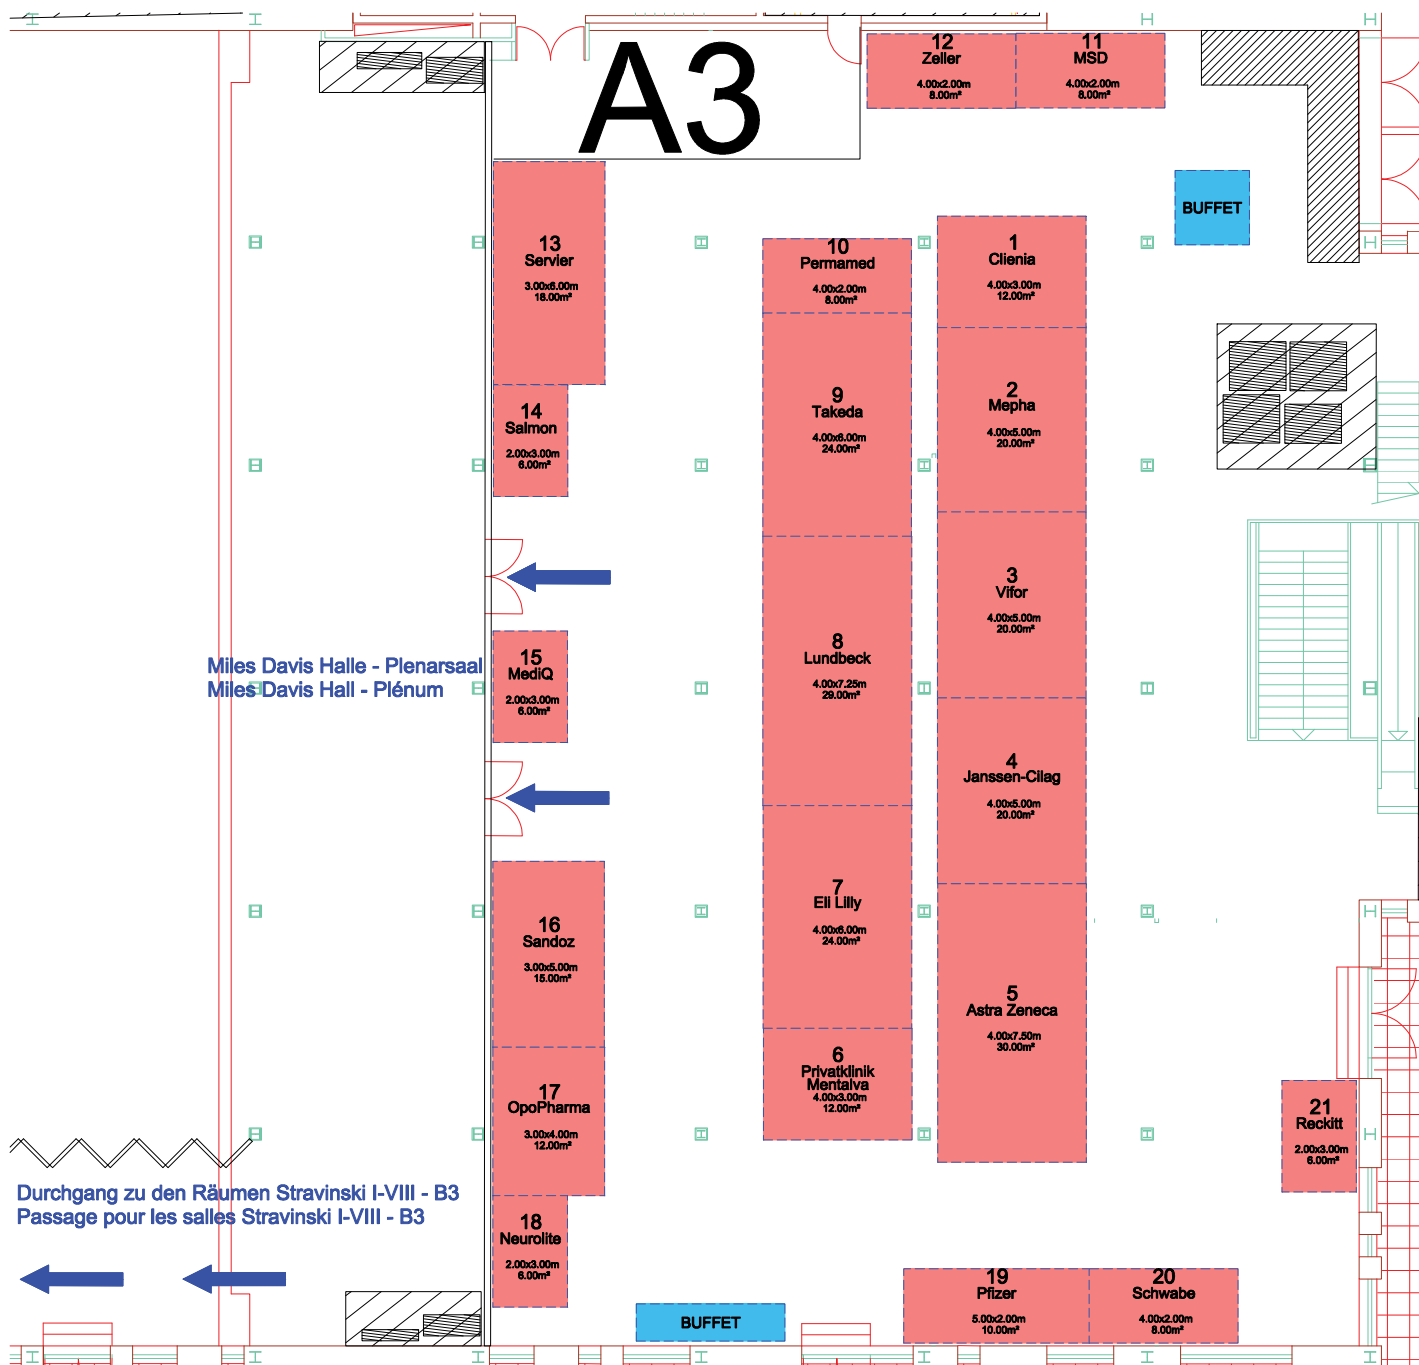 A3
12
Zeller
4.00x2.00m
8.00m²
11
MSD
4.00x2.00m
8.00m²
BUFFET
13
Servier
3.00x6.00m
18.00m²
10
Permamed
4.00x2.00m
8.00m²
1
Clienia
4.00x3.00m
12.00m²
14
Salmon
2.00x3.00m
6.00m²
9
Takeda
4.00x6.00m
24.00m²
2
Mepha
4.00x5.00m
20.00m²
3
Vifor
4.00x5.00m
20.00m²
Miles Davis Halle - Plenarsaal
Miles Davis Hall - Plénum
15
MediQ
2.00x3.00m
6.00m²
8
Lundbeck
4.00x7.25m
29.00m²
4
Janssen-Cilag
4.00x5.00m
20.00m²
16
Sandoz
3.00x5.00m
15.00m²
7
Eli Lilly
4.00x6.00m
24.00m²
5
Astra Zeneca
4.00x7.50m
30.00m²
6
Privatklinik
Mentalva
4.00x3.00m
12.00m²
17
OpoPharma
3.00x4.00m
12.00m²
21
Reckitt
2.00x3.00m
6.00m²
Durchgang zu den Räumen Stravinski I-VIII - B3
Passage pour les salles Stravinski I-VIII - B3
18
Neurolite
2.00x3.00m
6.00m²
BUFFET
19
Pfizer
5.00x2.00m
10.00m²
20
Schwabe
4.00x2.00m
8.00m²